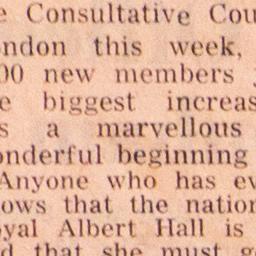 e Consultative Cou
ndon this week,
00 new members
e biggest increas
s a marvellous
onderful beginning
Anyone who has ev
ows that the nation
yal Albert Hall is
d that she must g